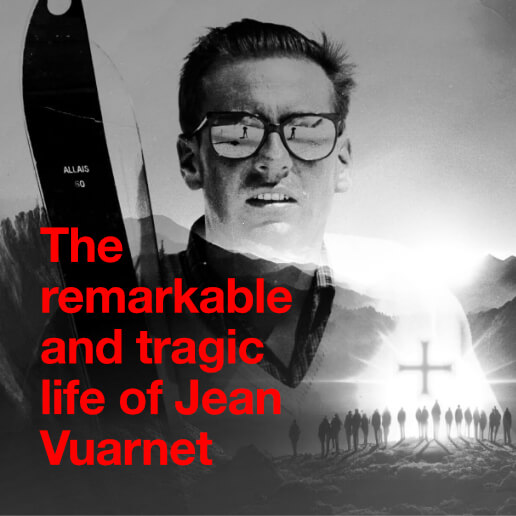 ALLAIS
60
The
remarkable
and tragic
life of Jean
Vuarnet